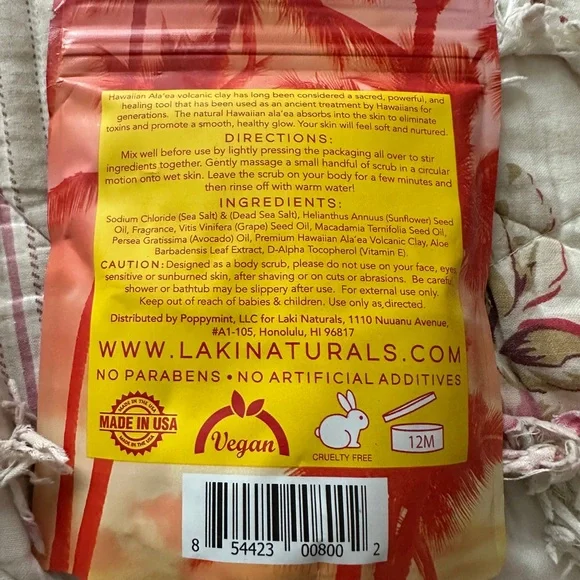 Hawaiian Ala'ea volcanic clay has long been considered a sacred, powerful, and
healing tool that has been used as an ancient treatment by Hawaiians for
generations. The natural Hawaiian ala'ea absorbs into the skin to eliminate
toxins and promote a smooth, healthy glow. Your skin will feel soft and nurtured.
DIRECTIONS:
Mix well before use by lightly pressing the packaging all over to stir
ingredients together. Gently massage a small handful of scrub in a circular
motion onto wet skin. Leave the scrub on your body for a few minutes and
then rinse off with warm water!
INGREDIENTS:
Sodium Chloride (Sea Salt) & (Dead Sea Salt), Helianthus Annuus (Sunflower) Seed
Oil, Fragrance, Vitis Vinifera (Grape) Seed Oil, Macadamia Ternifolia Seed Oil,
Persea Gratissima (Avocado) Oil, Premium Hawaiian Ala'ea Volcanic Clay, Aloe
Barbadensis Leaf Extract, D-Alpha Tocopherol (Vitamin E).
CAUTION: Designed as a body scrub, please do not use on your face, eyes
sensitive or sunburned skin, after shaving or on cuts or abrasions. Be careful
shower or bathtub may be slippery after use. For external use only.
Keep out of reach of babies & children. Use only as directed.
Distributed by Poppymint, LLC for Laki Naturals, 1110 Nuuanu Avenue,
#A1-105, Honolulu, HI 96817
WWW.LAKINATURALS.COM
NO PARABENS • NO ARTIFICIAL ADDITIVES
MADE IN THE USA
MADE IN USA
MADE IN THE USA
Vegan
CRUELTY FREE
12M
8 54423 00800 2